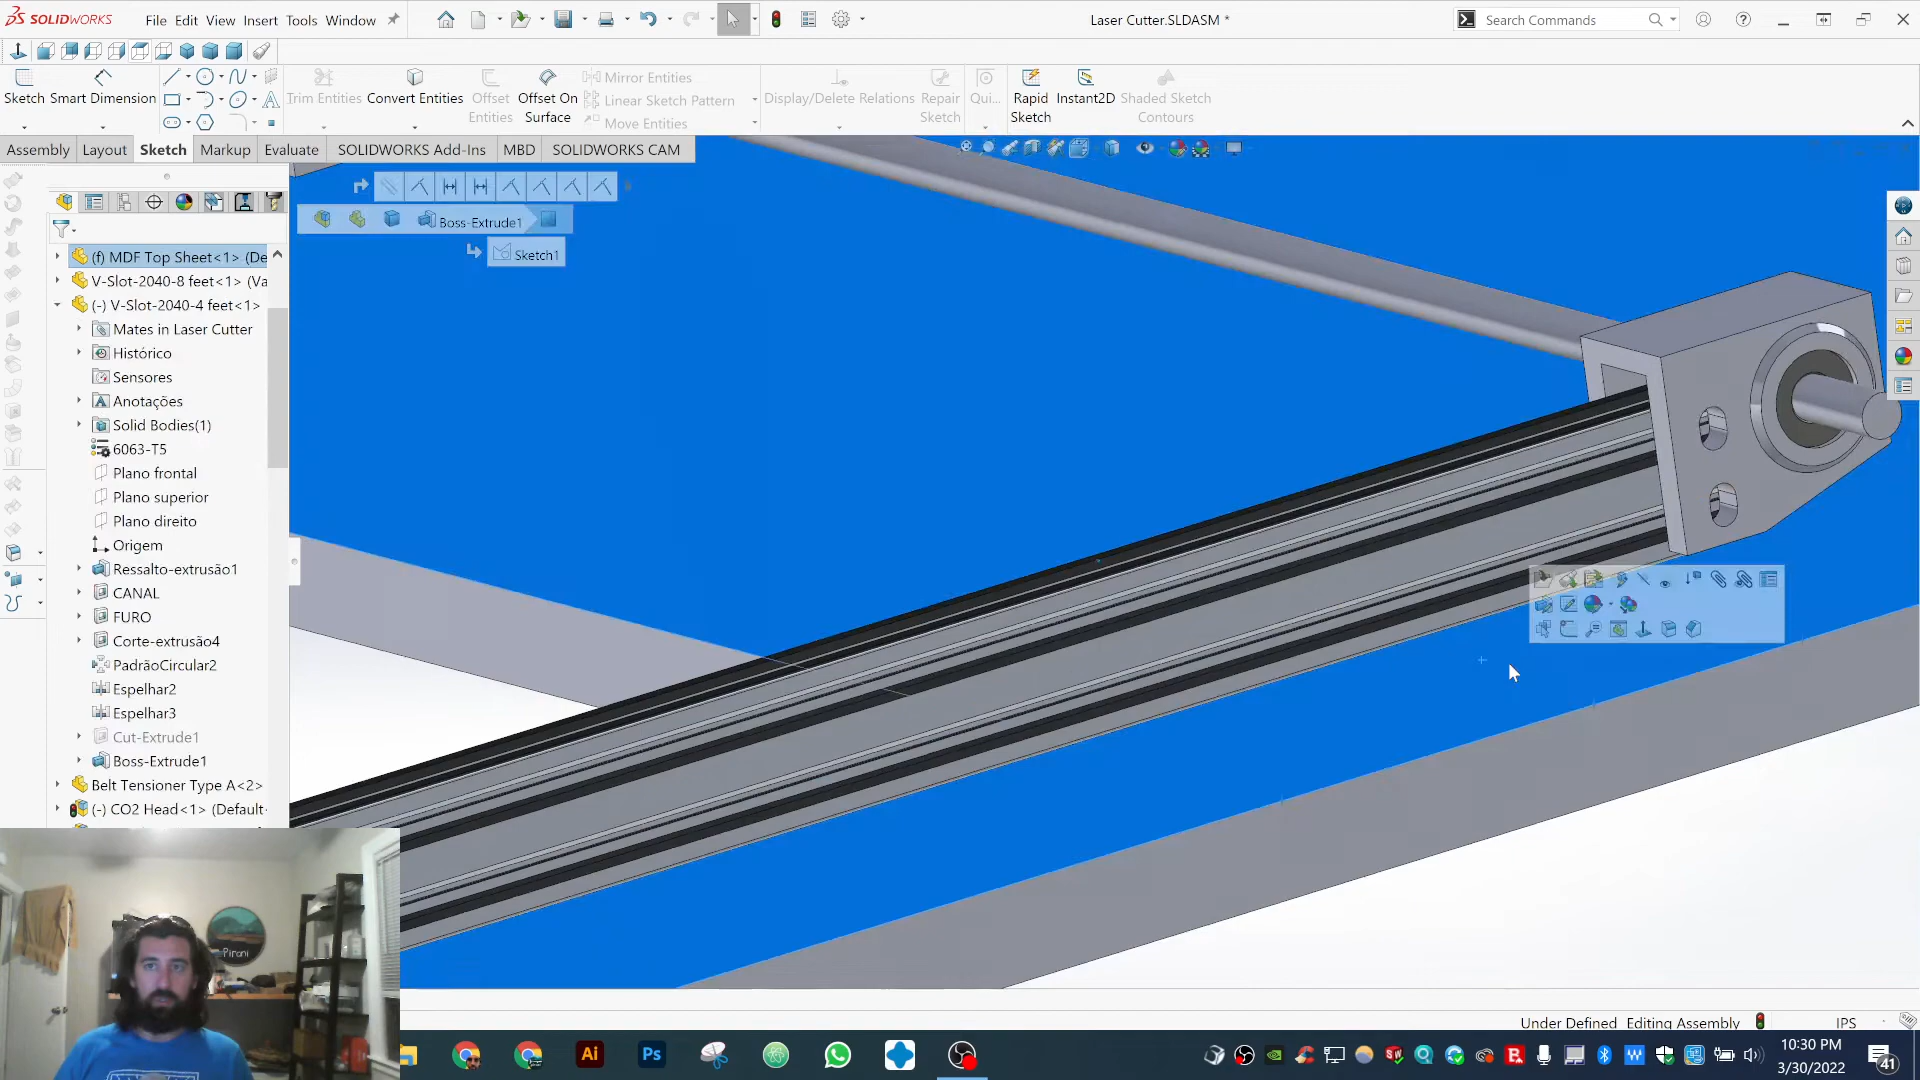 SOLIDWORKS File Edit View Insert Tools Window Laser Cutter.SLDASM * Search Commands
Sketch Smart Dimension Trim Entities Convert Entities Offset Entities Offset On Surface Mirror Entities Linear Sketch Pattern Move Entities Display/Delete Relations Repair Sketch Qui... Rapid Sketch Instant2D Shaded Sketch Contours
Assembly Layout Sketch Markup Evaluate SOLIDWORKS Add-Ins MBD SOLIDWORKS CAM
Boss-Extrude1
Sketch1
(f) MDF Top Sheet<1> (De
V-Slot-2040-8 feet<1> (Va
(-) V-Slot-2040-4 feet<1>
Mates in Laser Cutter
Histórico
Sensores
Anotações
Solid Bodies(1)
6063-T5
Plano frontal
Plano superior
Plano direito
Origem
Ressalto-extrusão1
CANAL
FURO
Corte-extrusão4
PadrãoCircular2
Espelhar2
Espelhar3
Cut-Extrude1
Boss-Extrude1
Belt Tensioner Type A<2>
(-) CO2 Head<1> (Default
Pirani
Under Defined Editing Assembly IPS
Ai Ps
10:30 PM
3/30/2022
41